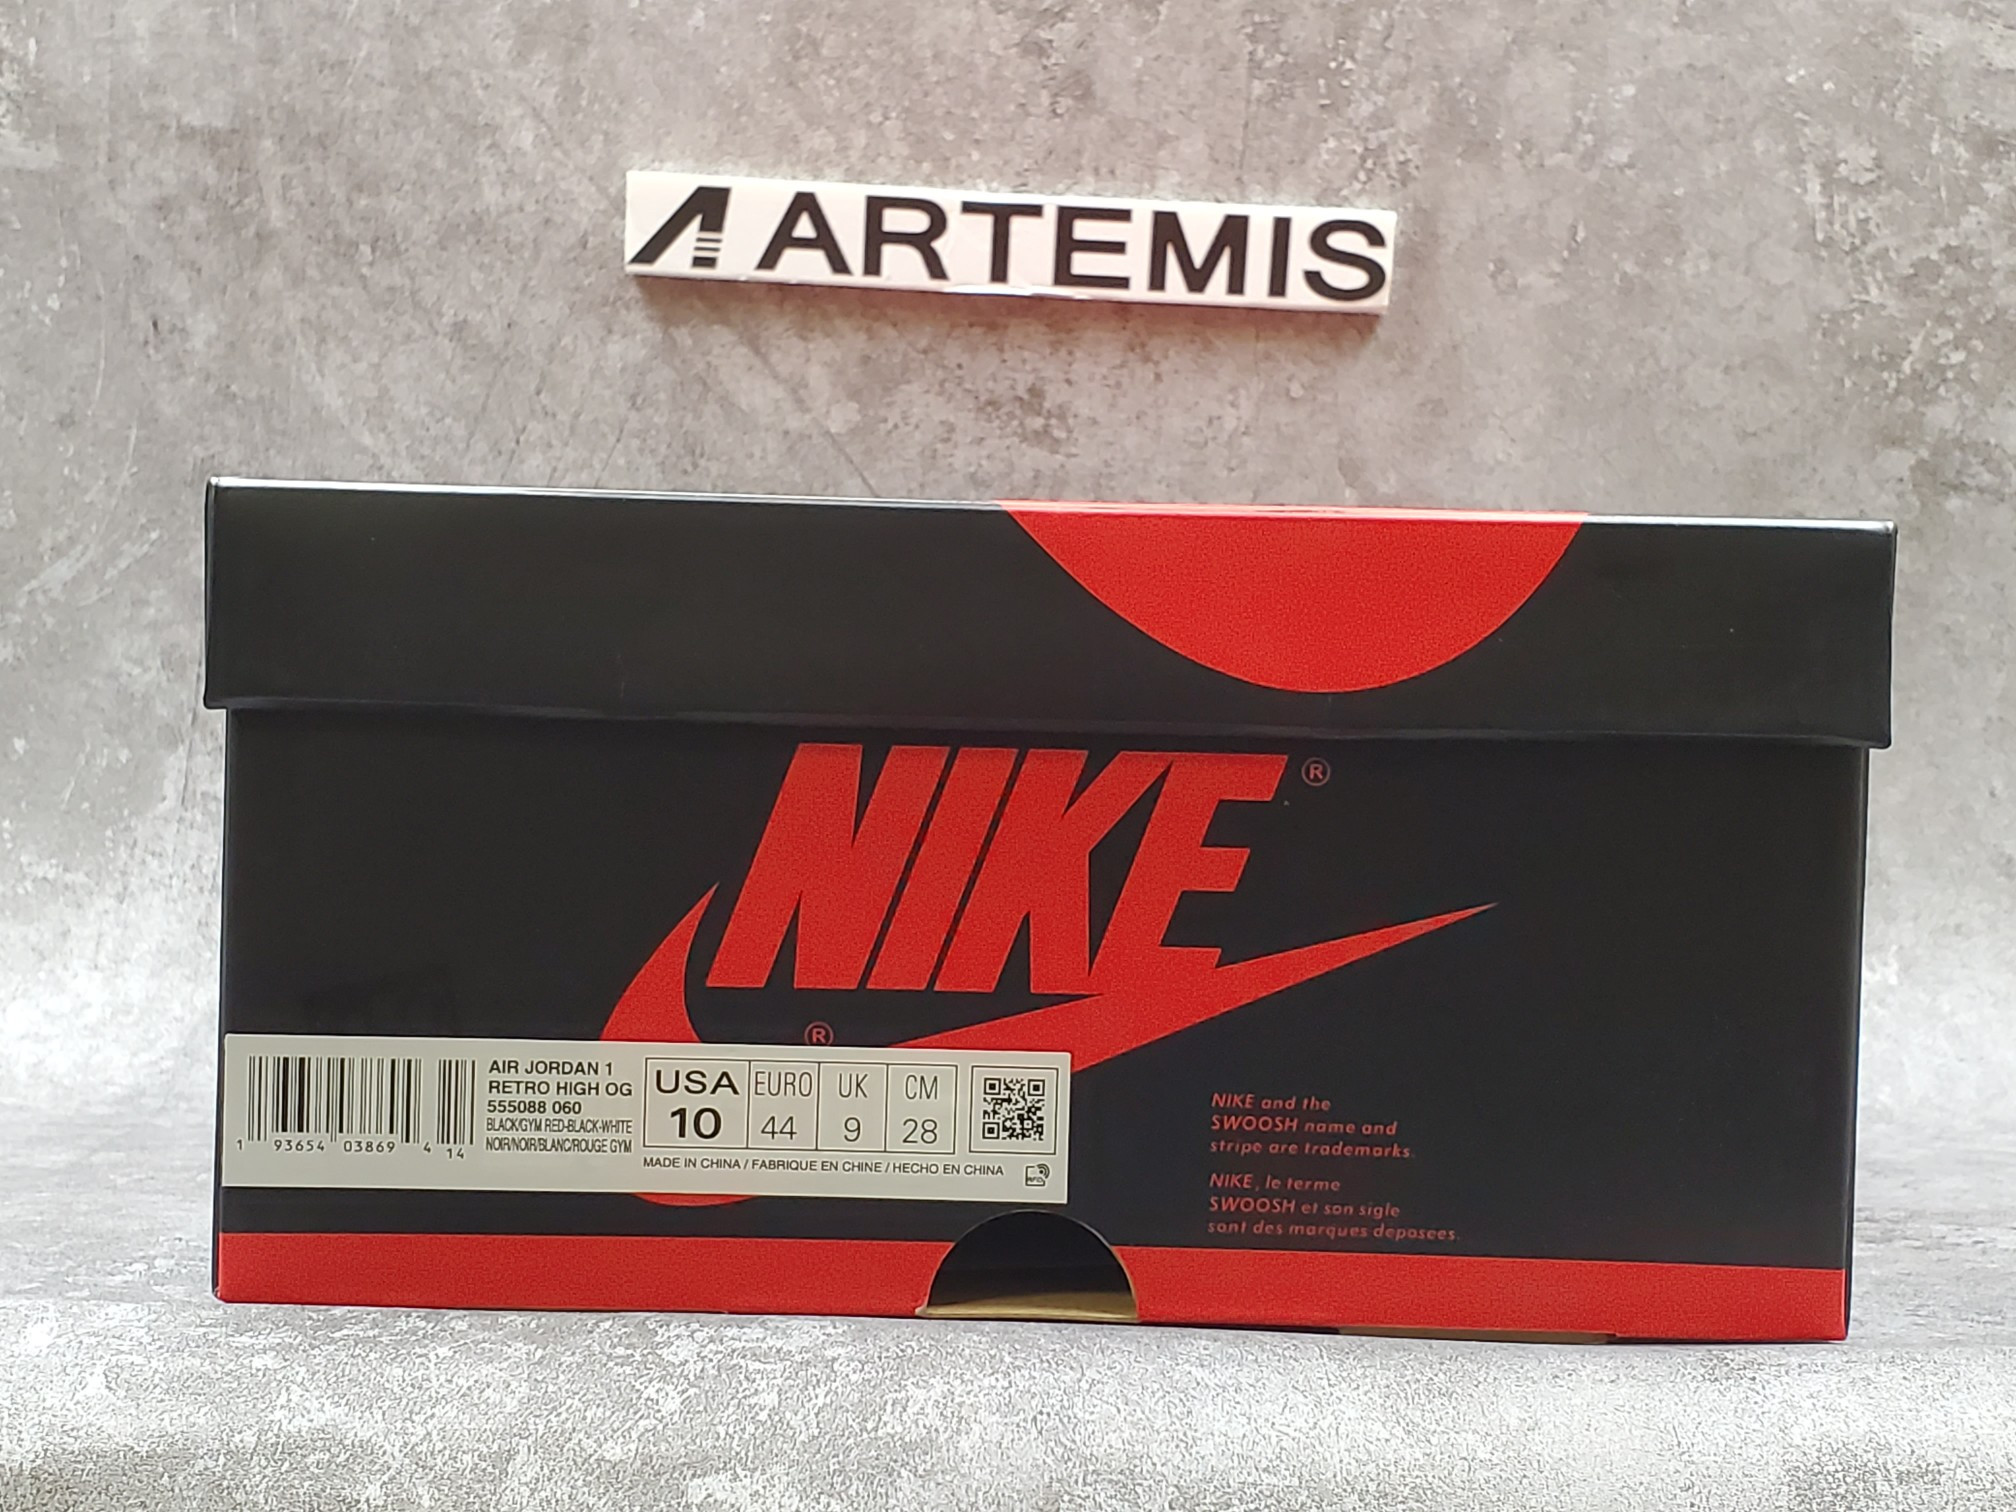 ARTEMIS
NIKE ®
®
AIR JORDAN 1
RETRO HIGH OG
555088 060
BLACK/GYM RED-BLACK-WHITE
NOIR/NOIR/BLANC/ROUGE GYM
1 93654 03869 4 14
USA EURO UK CM
10 44 9 28
MADE IN CHINA / FABRIQUE EN CHINE / HECHO EN CHINA
NIKE and the
SWOOSH name and
stripe are trademarks.
NIKE, le terme
SWOOSH et son sigle
sont des marques deposees.